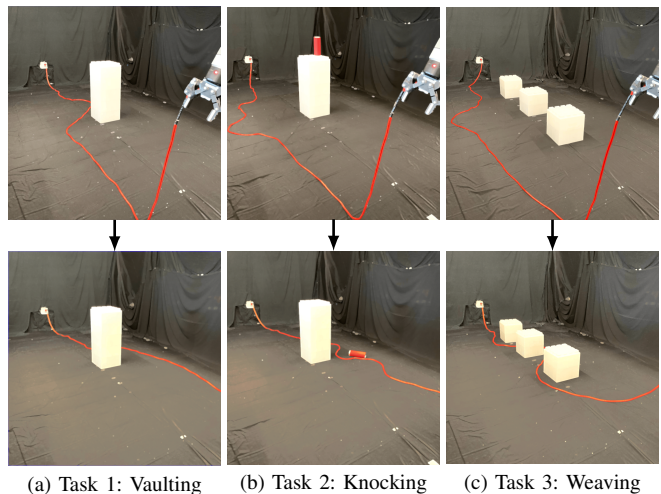 (a) Task 1: Vaulting
(b) Task 2: Knocking
(c) Task 3: Weaving